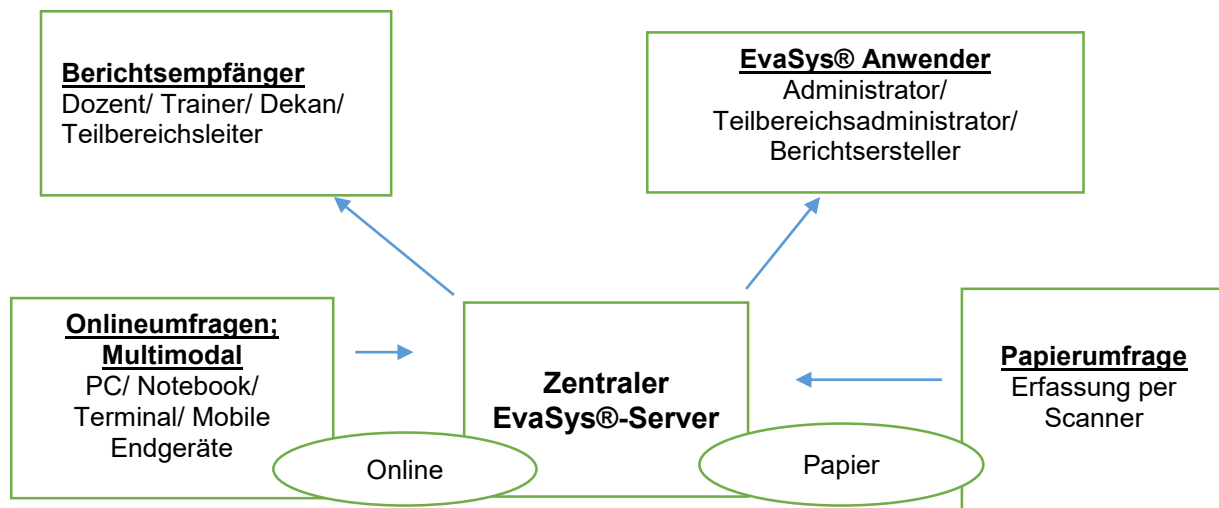 Berichtsempfänger
Dozent/ Trainer/ Dekan/
Teilbereichsleiter
EvaSys® Anwender
Administrator/
Teilbereichsadministrator/
Berichtsersteller
Onlineumfragen;
Multimodal
PC/ Notebook/
Terminal/ Mobile
Endgeräte
Online
Zentraler
EvaSys®-Server
Papier
Papierumfrage
Erfassung per
Scanner